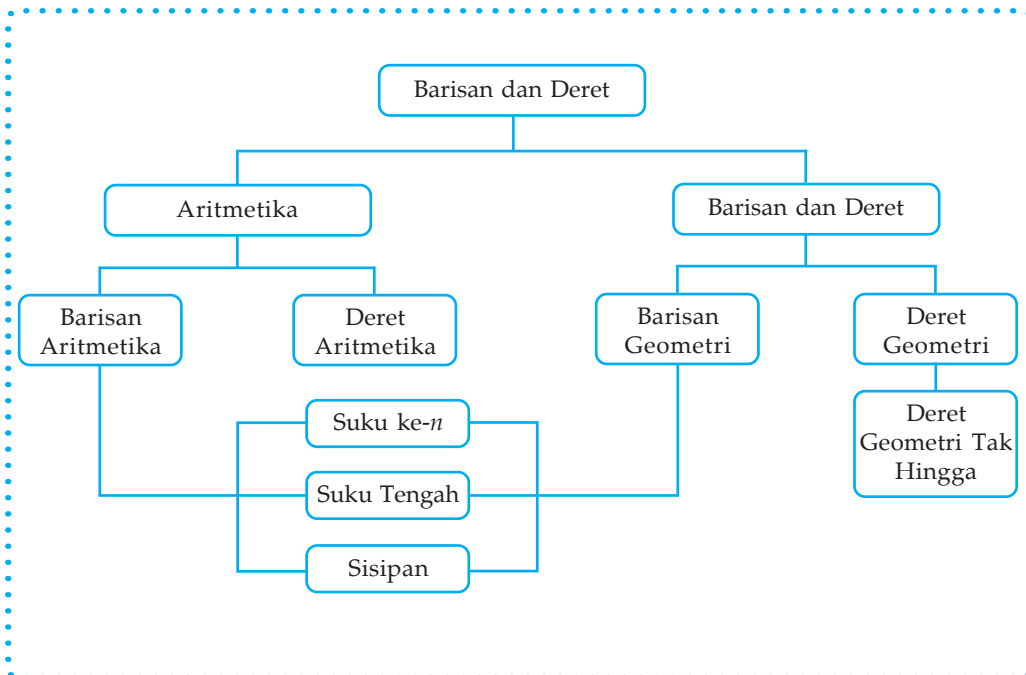 Barisan dan Deret
Aritmetika
Barisan dan Deret
Barisan
Aritmetika
Deret
Aritmetika
Barisan
Geometri
Deret
Geometri
Suku ke-n
Suku Tengah
Sisipan
Deret
Geometri Tak
Hingga